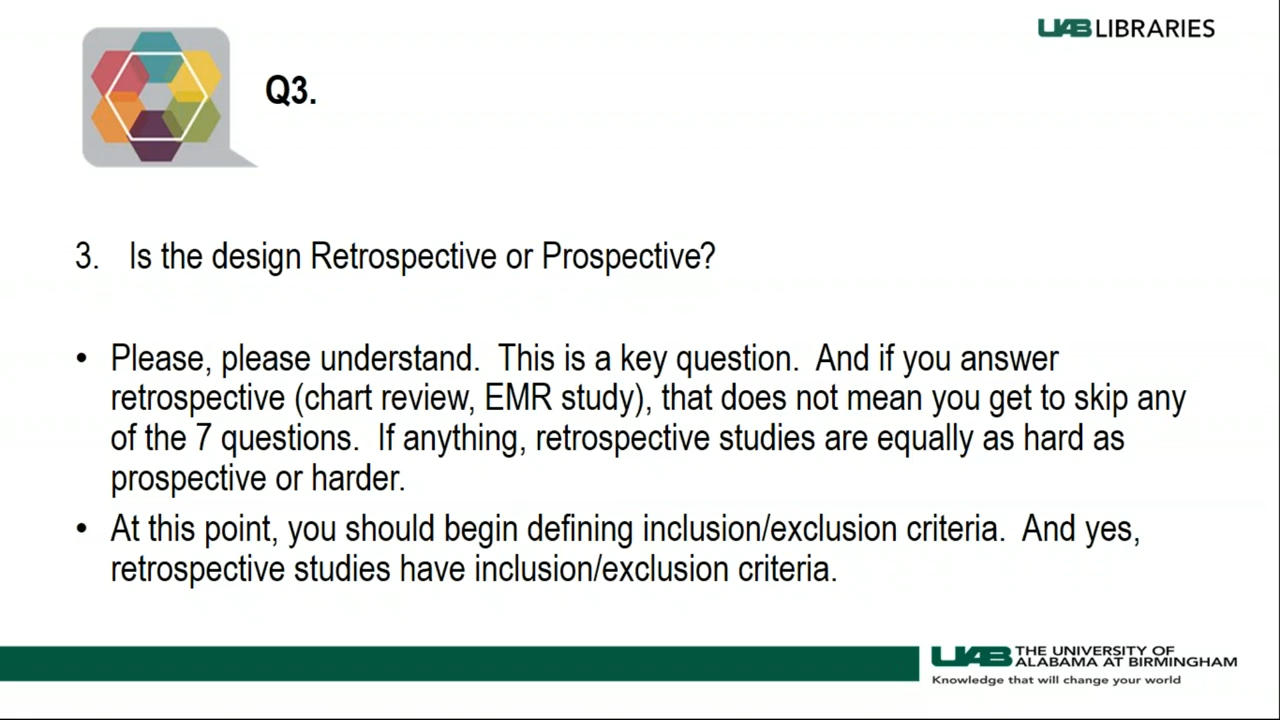 UAB LIBRARIES
Q3.
3. Is the design Retrospective or Prospective?
• Please, please understand.  This is a key question.  And if you answer
retrospective (chart review, EMR study), that does not mean you get to skip any
of the 7 questions.  If anything, retrospective studies are equally as hard as
prospective or harder.
• At this point, you should begin defining inclusion/exclusion criteria.  And yes,
retrospective studies have inclusion/exclusion criteria.
UAB THE UNIVERSITY OF
ALABAMA AT BIRMINGHAM
Knowledge that will change your world